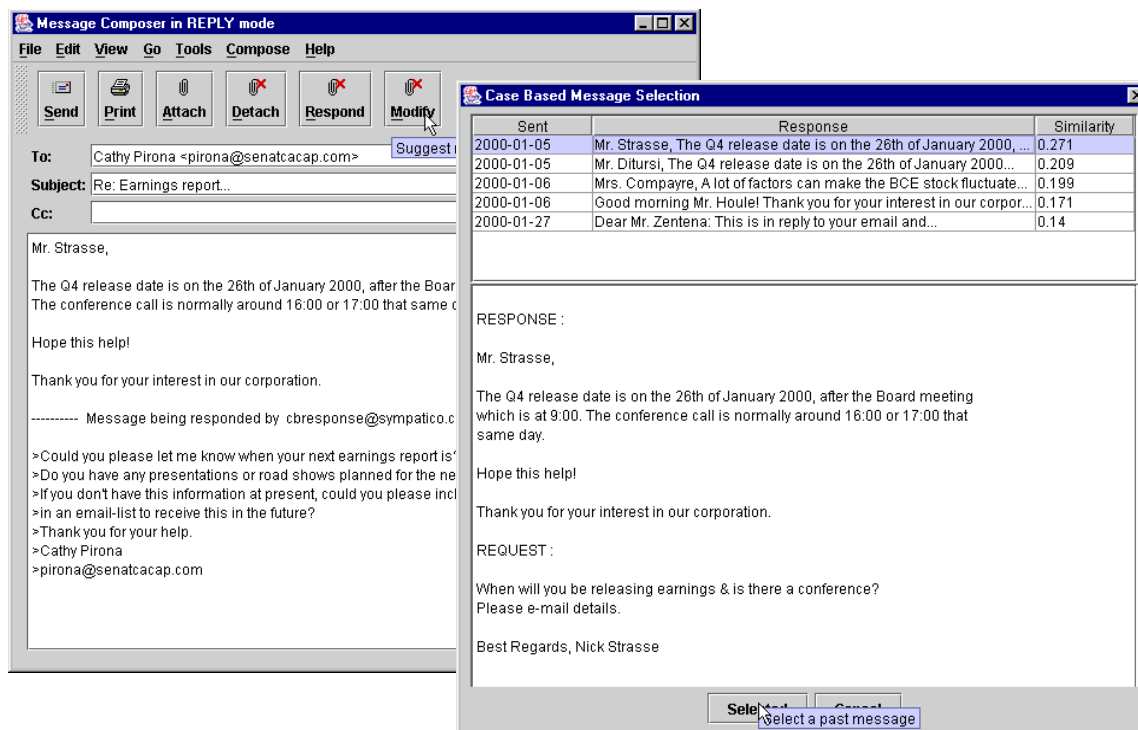 Message Composer in REPLY mode
File Edit View Go Tools Compose Help
Send Print Attach Detach Respond Modify
Suggest
To: Cathy Pirona <pirona@senatcacap.com>
Subject: Re: Earnings report...
Cc:
Mr. Strasse,
The Q4 release date is on the 26th of January 2000, after the Boar
The conference call is normally around 16:00 or 17:00 that same
Hope this help!
Thank you for your interest in our corporation.
---------- Message being responded by cbresponse@sympatico.c
>Could you please let me know when your next earnings report is
>Do you have any presentations or road shows planned for the ne
>If you don't have this information at present, could you please incl
>in an email-list to receive this in the future?
>Thank you for your help.
>Cathy Pirona
>pirona@senatcacap.com
Case Based Message Selection
Sent Response Similarity
2000-01-05 Mr. Strasse, The Q4 release date is on the 26th of January 2000, ... 0.271
2000-01-05 Mr. Ditursi, The Q4 release date is on the 26th of January 2000... 0.209
2000-01-06 Mrs. Compayre, A lot of factors can make the BCE stock fluctuate... 0.199
2000-01-06 Good morning Mr. Houle! Thank you for your interest in our corpor... 0.171
2000-01-27 Dear Mr. Zentena: This is in reply to your email and... 0.14
RESPONSE :
Mr. Strasse,
The Q4 release date is on the 26th of January 2000, after the Board meeting
which is at 9:00. The conference call is normally around 16:00 or 17:00 that
same day.
Hope this help!
Thank you for your interest in our corporation.
REQUEST :
When will you be releasing earnings & is there a conference?
Please e-mail details.
Best Regards, Nick Strasse
Select a past message